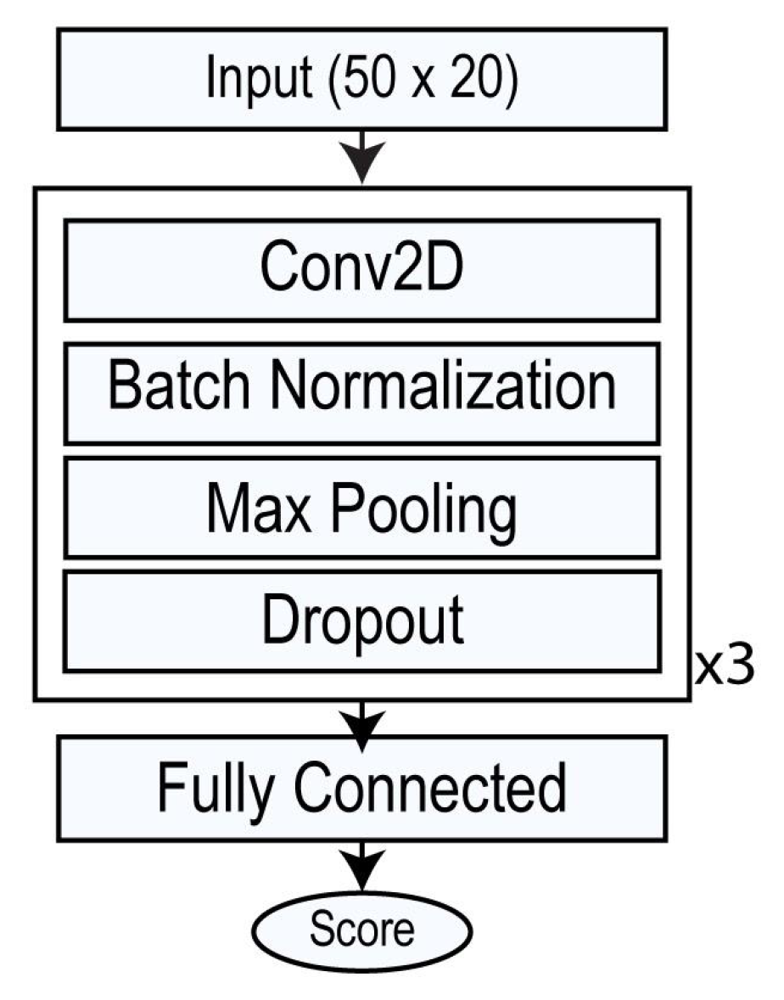 Input (50 x 20)
Conv2D
Batch Normalization
Max Pooling
Dropout
x3
Fully Connected
Score